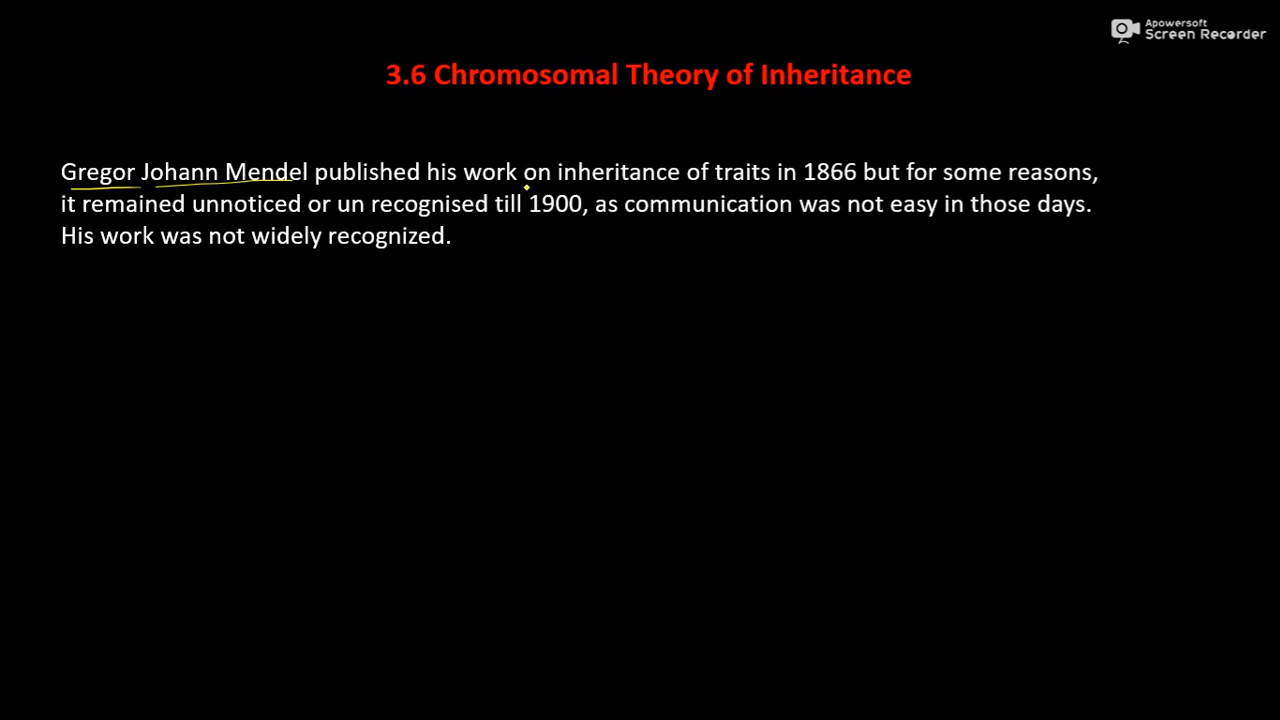 Apowersoft
Screen Recorder
3.6 Chromosomal Theory of Inheritance
Gregor Johann Mendel published his work on inheritance of traits in 1866 but for some reasons,
it remained unnoticed or un recognised till 1900, as communication was not easy in those days.
His work was not widely recognized.